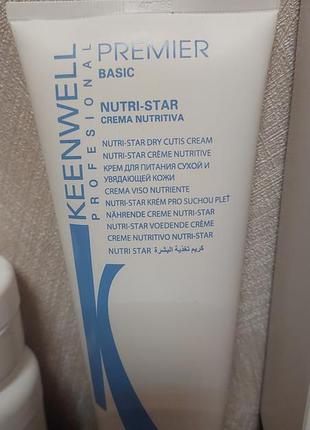 KEENWELL
PROFESIONAL
PREMIER
BASIC
NUTRI-STAR
CREMA NUTRITIVA
NUTRI-STAR DRY CUTIS CREAM
NUTRI-STAR CRÈME NUTRITIVE
КРЕМ ДЛЯ ПИТАНИЯ СУХОЙ И
УВЯДАЮЩЕЙ КОЖИ
CREMA VISO NUTRIENTE
NUTRI-STAR KRÉM PRO SUCHOU PLEŤ
NÄHRENDE CREME NUTRI-STAR
NUTRI-STAR VOEDENDE CRÈME
CREME NUTRITIVO NUTRI-STAR
NUTRI STAR كريم تغذية البشرة